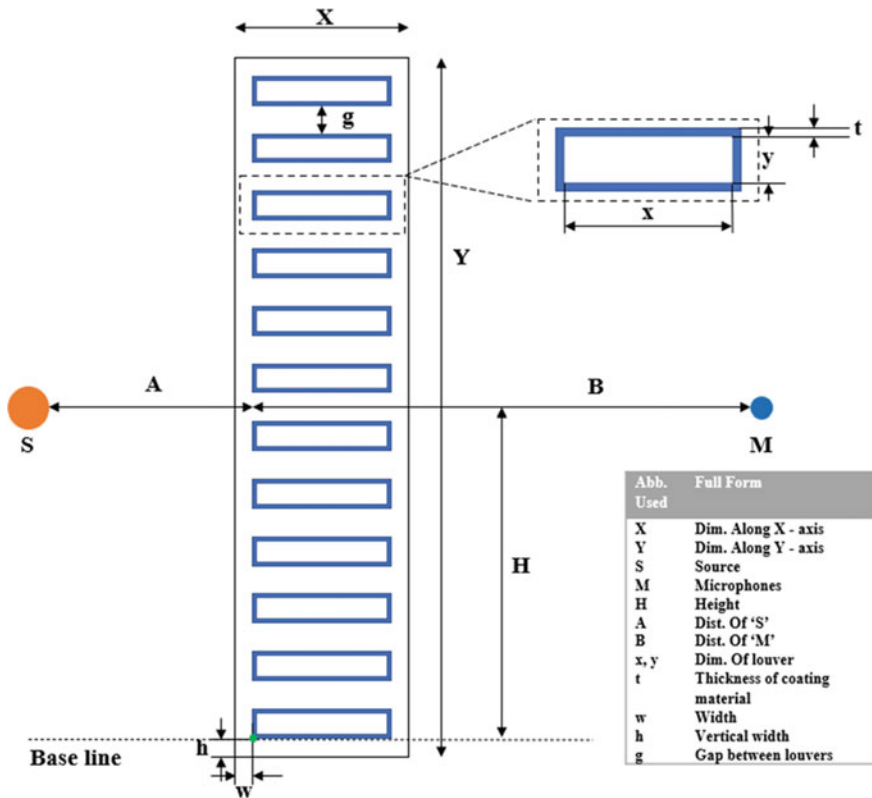 X
g
t
y
x
Y
A
B
S
M
H
Base line
h
w
Abb. Full Form
Used
X Dim. Along X - axis
Y Dim. Along Y - axis
S Source
M Microphones
H Height
A Dist. Of ‘S’
B Dist. Of ‘M’
x, y Dim. Of louver
t Thickness of coating
material
w Width
h Vertical width
g Gap between louvers